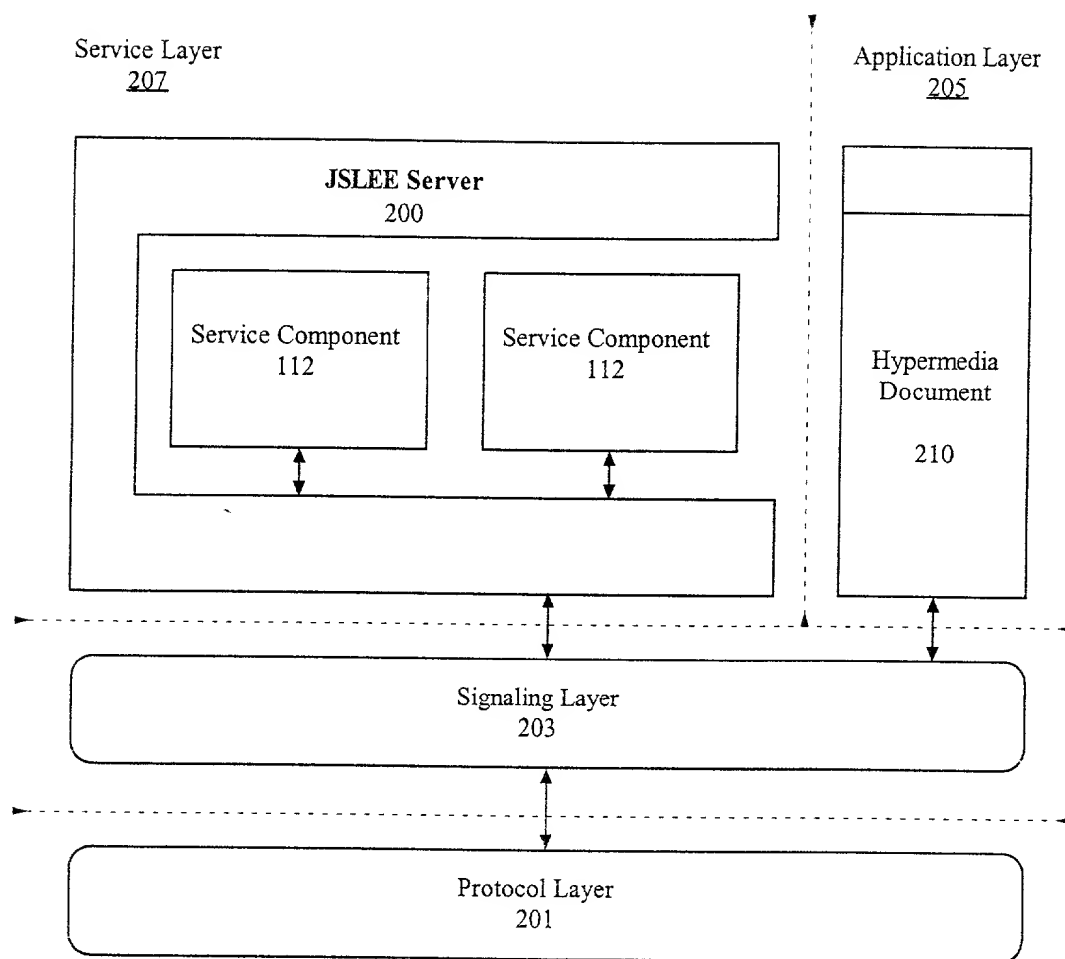 Service Layer
207
Application Layer
205
JSLEE Server
200
Service Component
112
Service Component
112
Hypermedia
Document
210
Signaling Layer
203
Protocol Layer
201